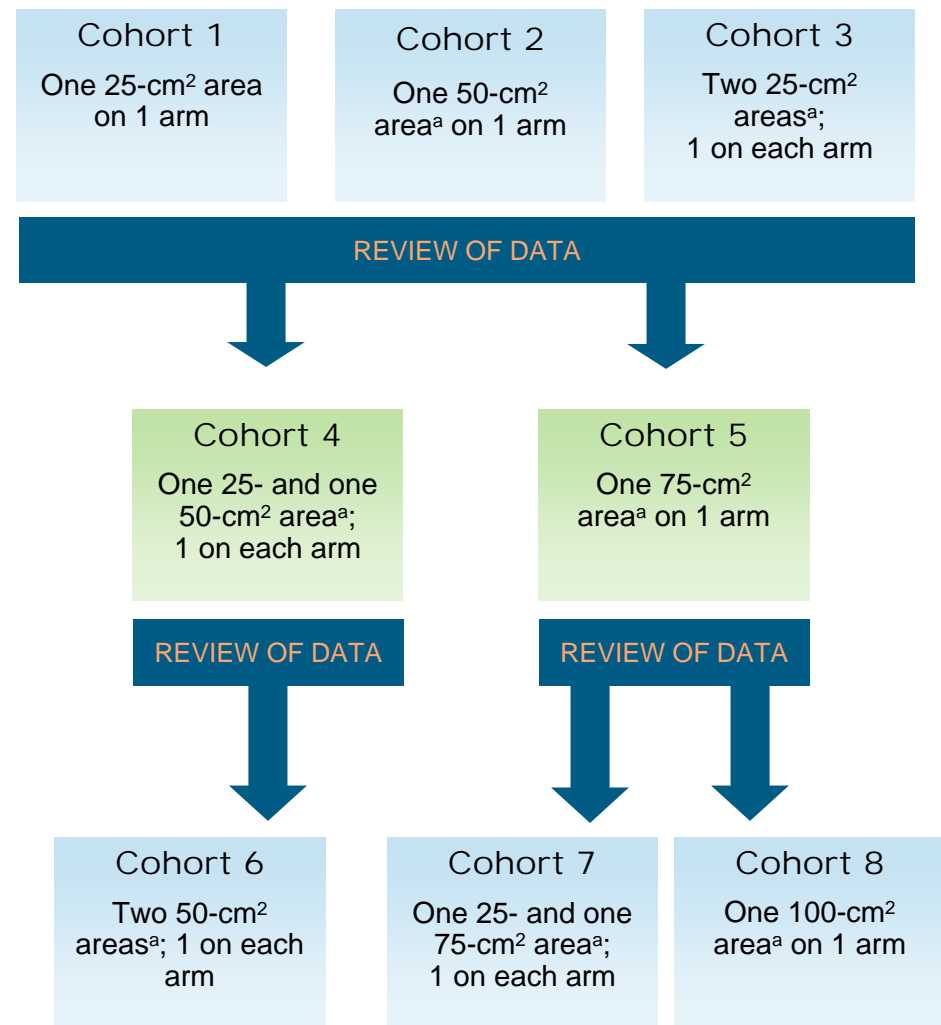 Cohort 1
One 25-cm² area
on 1 arm
Cohort 2
One 50-cm²
areaᵃ on 1 arm
Cohort 3
Two 25-cm²
areasᵃ;
1 on each arm
REVIEW OF DATA
Cohort 4
One 25- and one
50-cm² areaᵃ;
1 on each arm
Cohort 5
One 75-cm²
areaᵃ on 1 arm
REVIEW OF DATA
REVIEW OF DATA
Cohort 6
Two 50-cm²
areasᵃ; 1 on each
arm
Cohort 7
One 25- and one
75-cm² areaᵃ;
1 on each arm
Cohort 8
One 100-cm²
areaᵃ on 1 arm